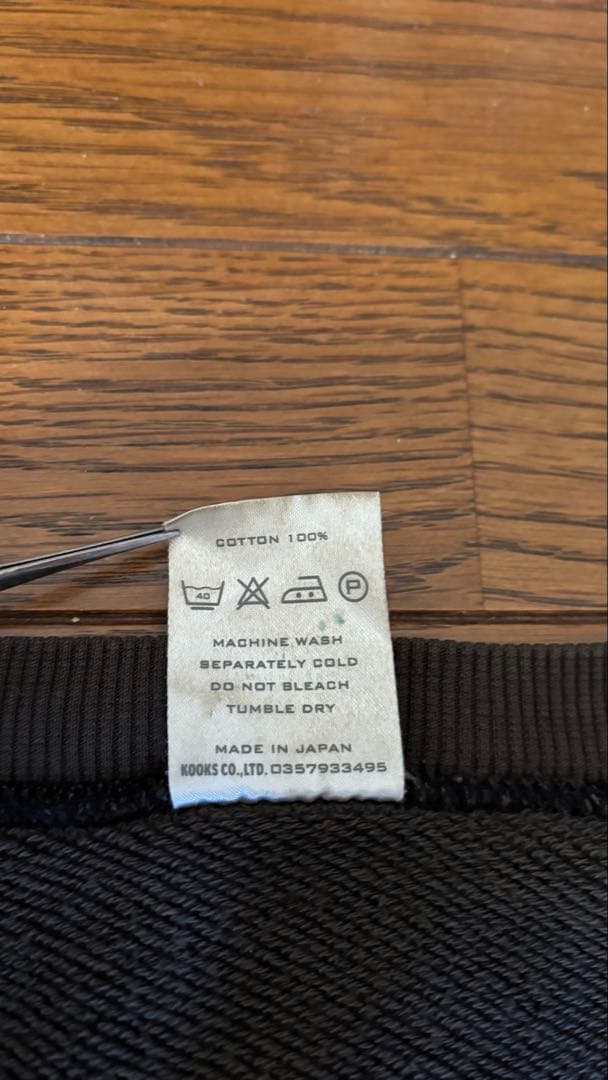 COTTON 100%
40 P
MACHINE WASH
SEPARATELY COLD
DO NOT BLEACH
TUMBLE DRY
MADE IN JAPAN
KOOKS CO.,LTD. 0357933495